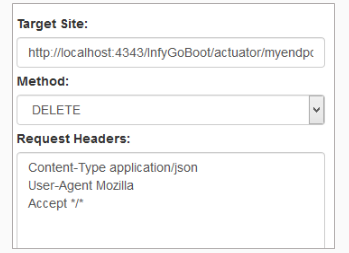 Target Site:
http://localhost:4343/InfyGoBoot/actuator/myendpo
Method:
DELETE
Request Headers:
Content-Type application/json
User-Agent Mozilla
Accept */*